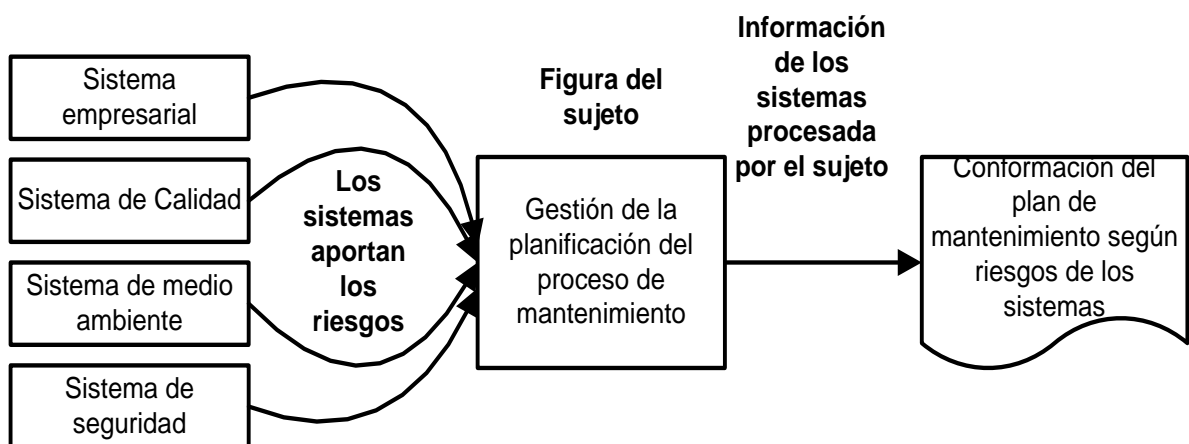 Sistema
empresarial
Sistema de Calidad
Sistema de medio
ambiente
Sistema de
seguridad
Los
sistemas
aportan
los
riesgos
Figura del
sujeto
Gestión de la
planificación del
proceso de
mantenimiento
Información
de los
sistemas
procesada
por el sujeto
Conformación del
plan de
mantenimiento según
riesgos de los
sistemas